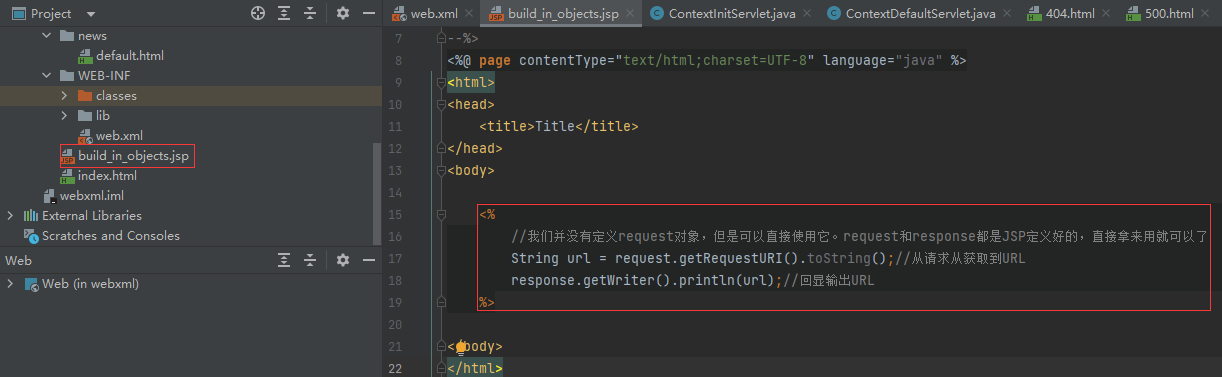 Project
web.xml
build_in_objects.jsp
ContextInitServlet.java
ContextDefaultServlet.java
404.html
500.html
news
default.html
WEB-INF
classes
lib
web.xml
build_in_objects.jsp
index.html
webxml.iml
External Libraries
Scratches and Consoles
Web
Web (in webxml)
7 --%>
8 <%@ page contentType="text/html;charset=UTF-8" language="java" %>
9 <html>
10 <head>
11 <title>Title</title>
12 </head>
13 <body>
14
15 <%
16 //我们并没有定义request对象，但是可以直接使用它。request和response都是JSP定义好的，直接拿来用就可以了
17 String url = request.getRequestURI().toString();//从请求从获取到URL
18 response.getWriter().println(url);//回显输出URL
19 %>
20
21 </body>
22 </html>